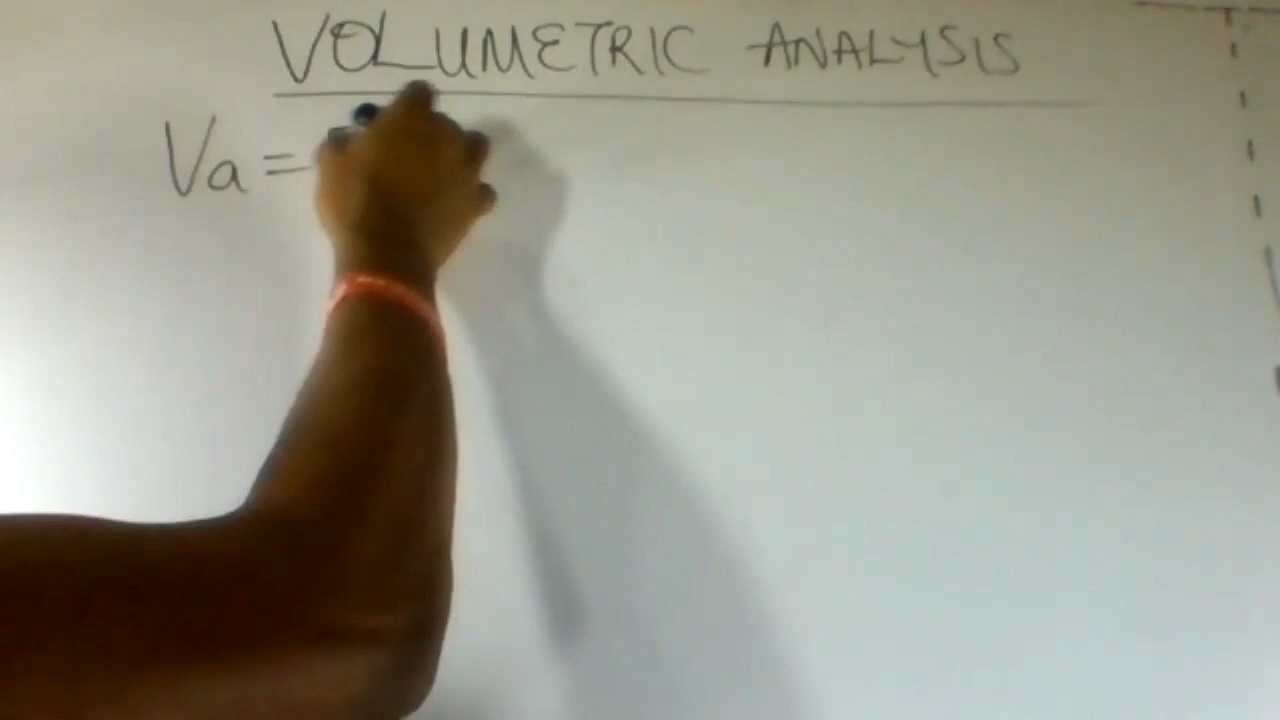 VOLUMETRIC ANALYSIS
Va =